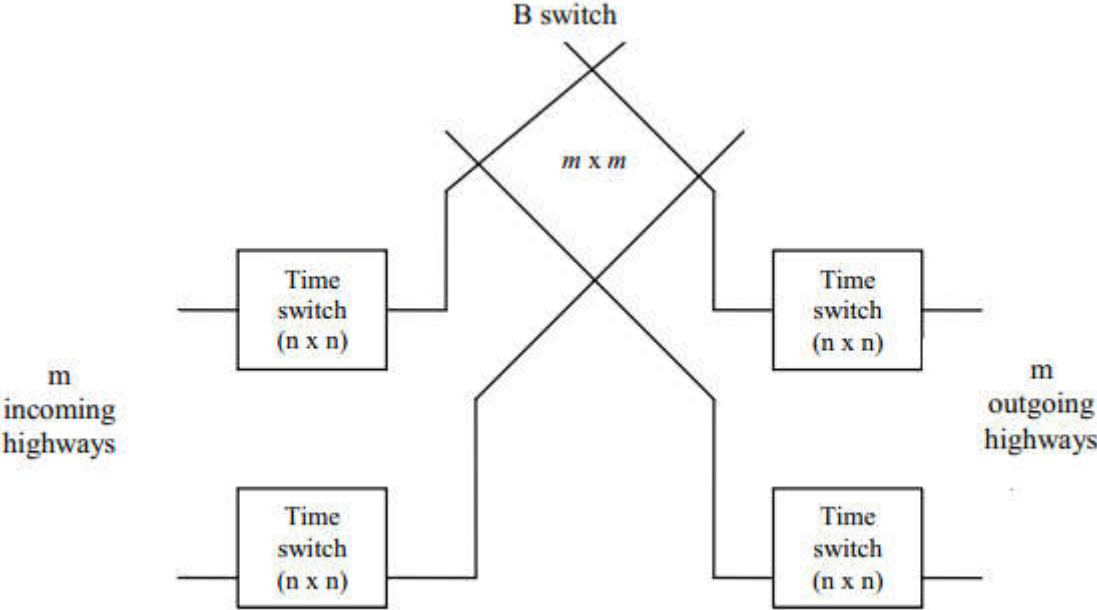 B switch
m x m
Time
switch
(n x n)
Time
switch
(n x n)
m
incoming
highways
m
outgoing
highways
Time
switch
(n x n)
Time
switch
(n x n)